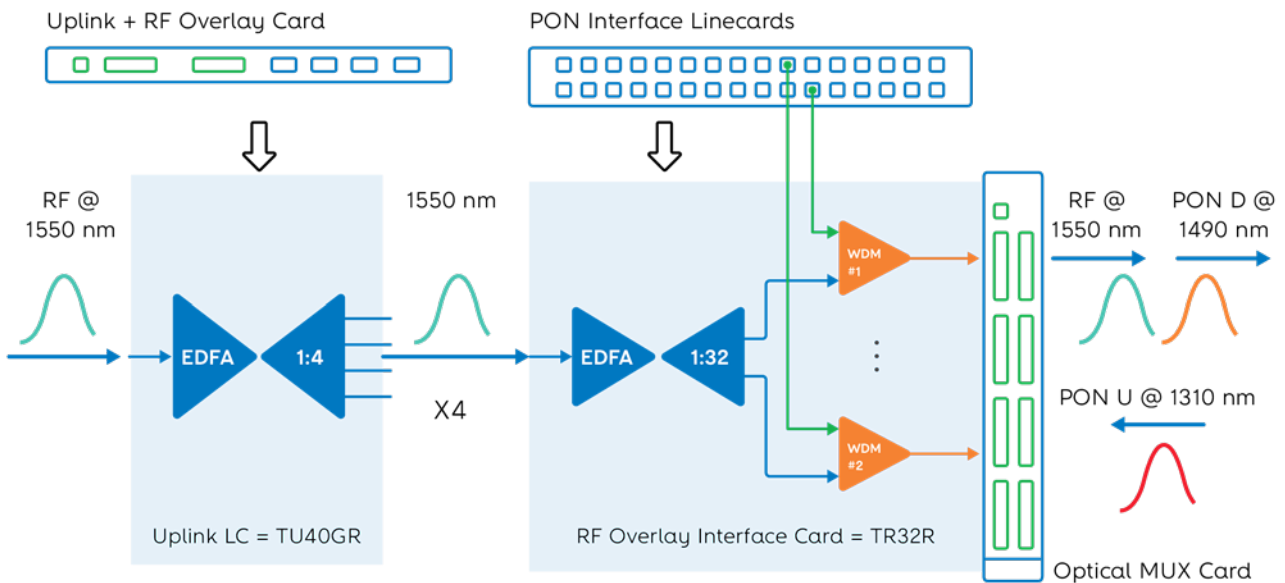 Uplink + RF Overlay Card
PON Interface Linecards
RF @
1550 nm
1550 nm
RF @
1550 nm
PON D @
1490 nm
WDM
#1
EDFA
1:4
EDFA
1:32
X4
PON U @ 1310 nm
WDM
#2
Uplink LC = TU40GR
RF Overlay Interface Card = TR32R
Optical MUX Card